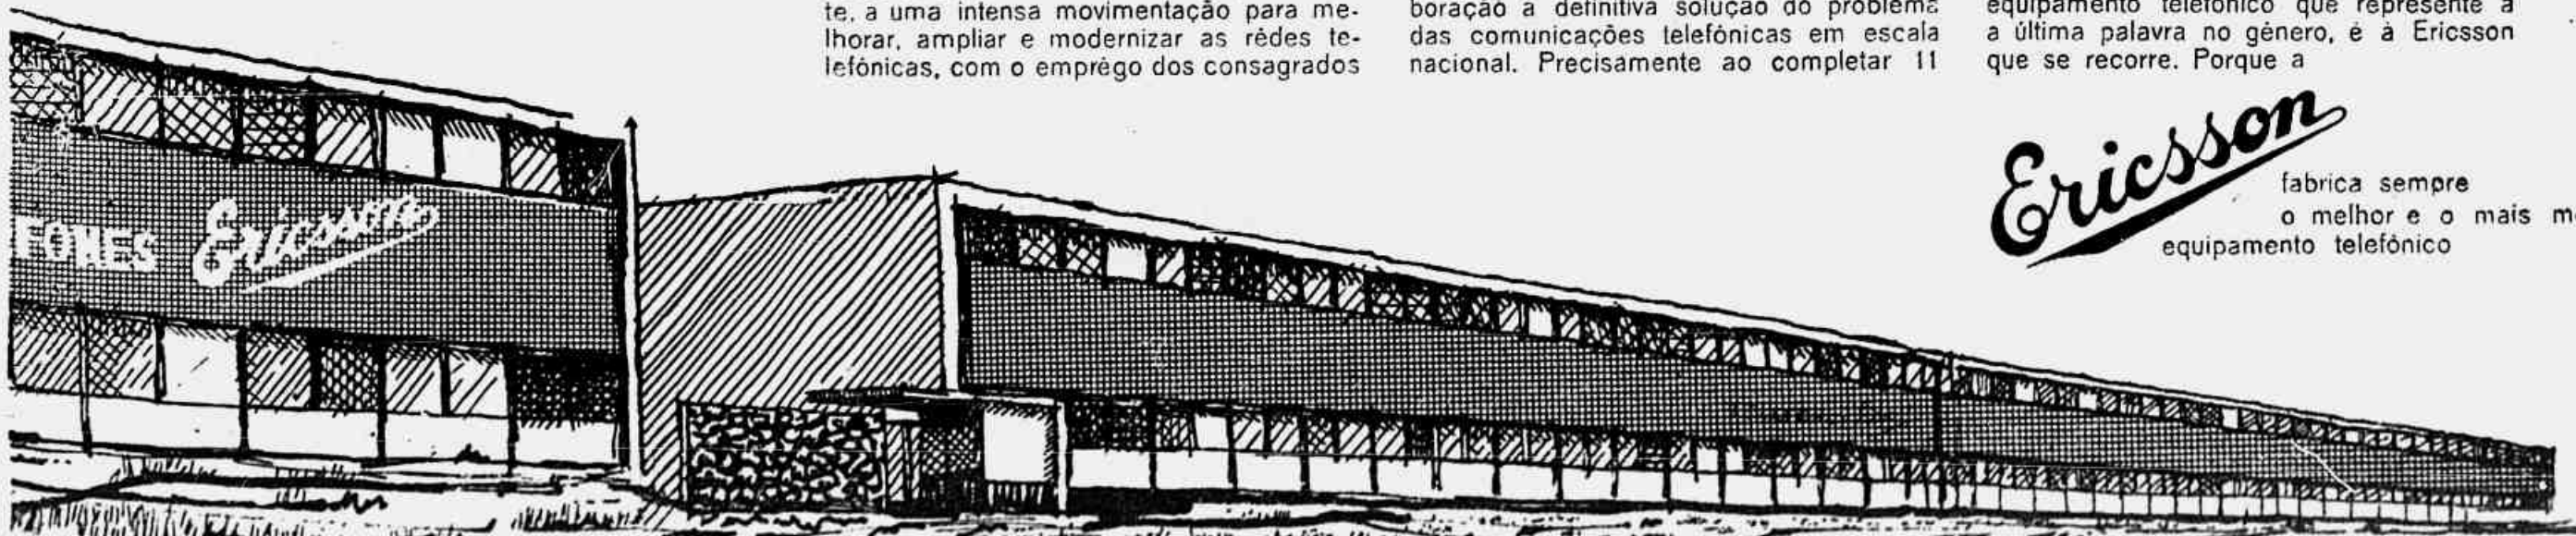 te, a uma intensa movimentação para me-
lhorar, ampliar e modernizar as rêdes te-
lefônicas, com o emprêgo dos consagrados
boração à definitiva solução do problema
das comunicações telefônicas em escala
nacional. Precisamente ao completar 11
equipamento telefônico que represente a
a última palavra no gênero, é à Ericsson
que se recorre. Porque a
Ericsson
fabrica sempre
o melhor e o mais
equipamento telefônico
FONES Ericsson